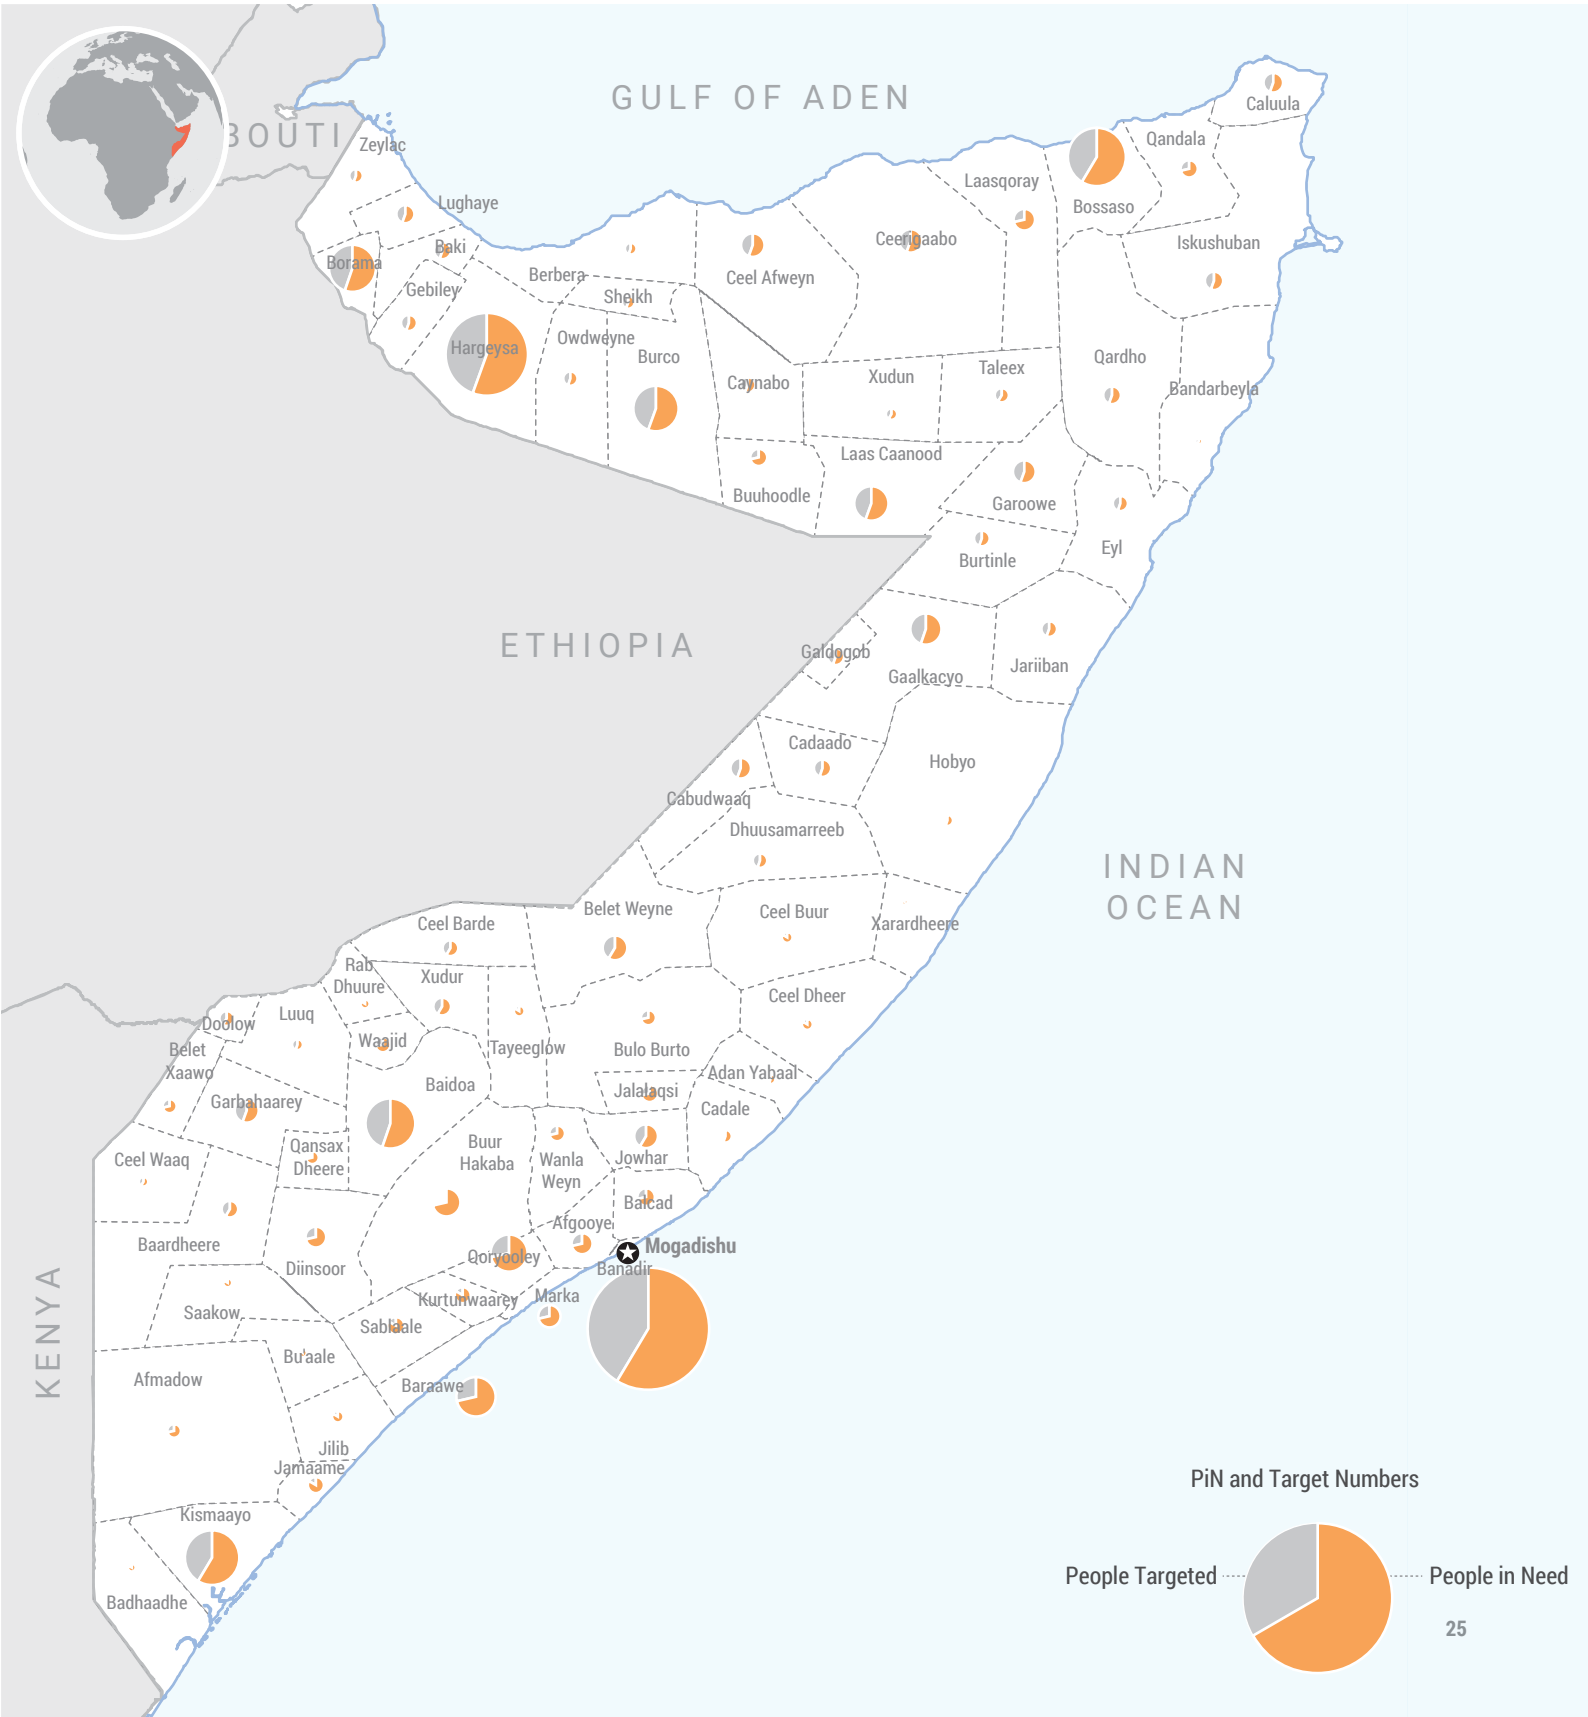 GULF OF ADEN
BOUTI
Zeylac
Lughaye
Baki
Borama
Gebiley
Hargeysa
Berbera
Sheikh
Owdweyne
Burco
Ceel Afweyn
Caynabo
Buuhoodle
Ceerigaabo
Laasqoray
Bossaso
Qandala
Caluula
Iskushuban
Xudun
Taleex
Qardho
Bandarbeyla
Laas Caanood
Garoowe
Burtinle
Eyl
ETHIOPIA
Galdogob
Gaalkacyo
Jariiban
Cadaado
Hobyo
Cabudwaaq
Dhuusamarreeb
INDIAN
OCEAN
Belet Weyne
Ceel Buur
Xarardheere
Ceel Barde
Rab
Dhuure
Xudur
Ceel Dheer
Luuq
Doolow
Waajid
Tayeeglow
Bulo Burto
Belet
Xaawo
Adan Yabaal
Baidoa
Jalalaqsi
Garbahaarey
Cadale
Qansax
Dheere
Buur
Hakaba
Wanla
Weyn
Jowhar
Ceel Waaq
Balcad
Afgooye
Baardheere
Diinsoor
Qoryooley
Mogadishu
Banadir
Saakow
Kurtunwaarey
Marka
Sablaale
KENYA
Bu'aale
Afmadow
Baraawe
Jilib
Jamaame
Kismaayo
Badhaadhe
PiN and Target Numbers
People Targeted
People in Need
25